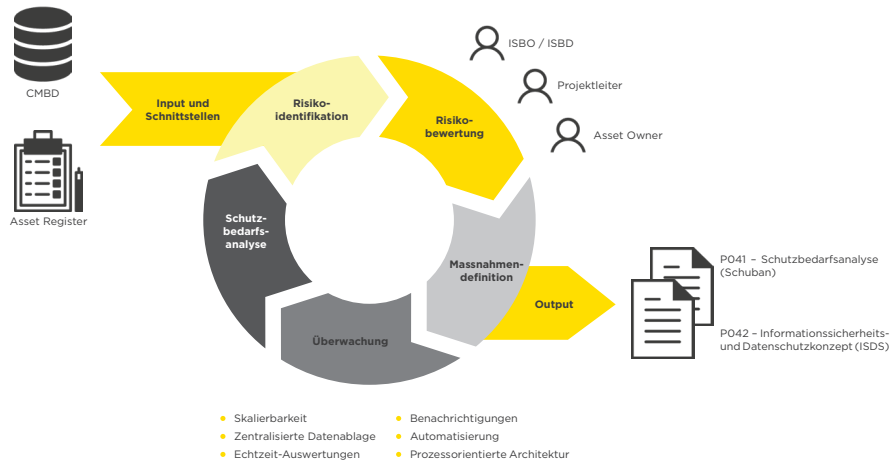 CMBD
Asset Register
Input und
Schnittstellen
Risiko-
identifikation
Risiko-
bewertung
ISBO / ISBD
Projektleiter
Asset Owner
Schutz-
bedarfs-
analyse
Massnahmen-
definition
Überwachung
Output
P041 – Schutzbedarfsanalyse
(Schuban)
P042 – Informationssicherheits-
und Datenschutzkonzept (ISDS)
• Skalierbarkeit
• Zentralisierte Datenablage
• Echtzeit-Auswertungen
• Benachrichtigungen
• Automatisierung
• Prozessorientierte Architektur